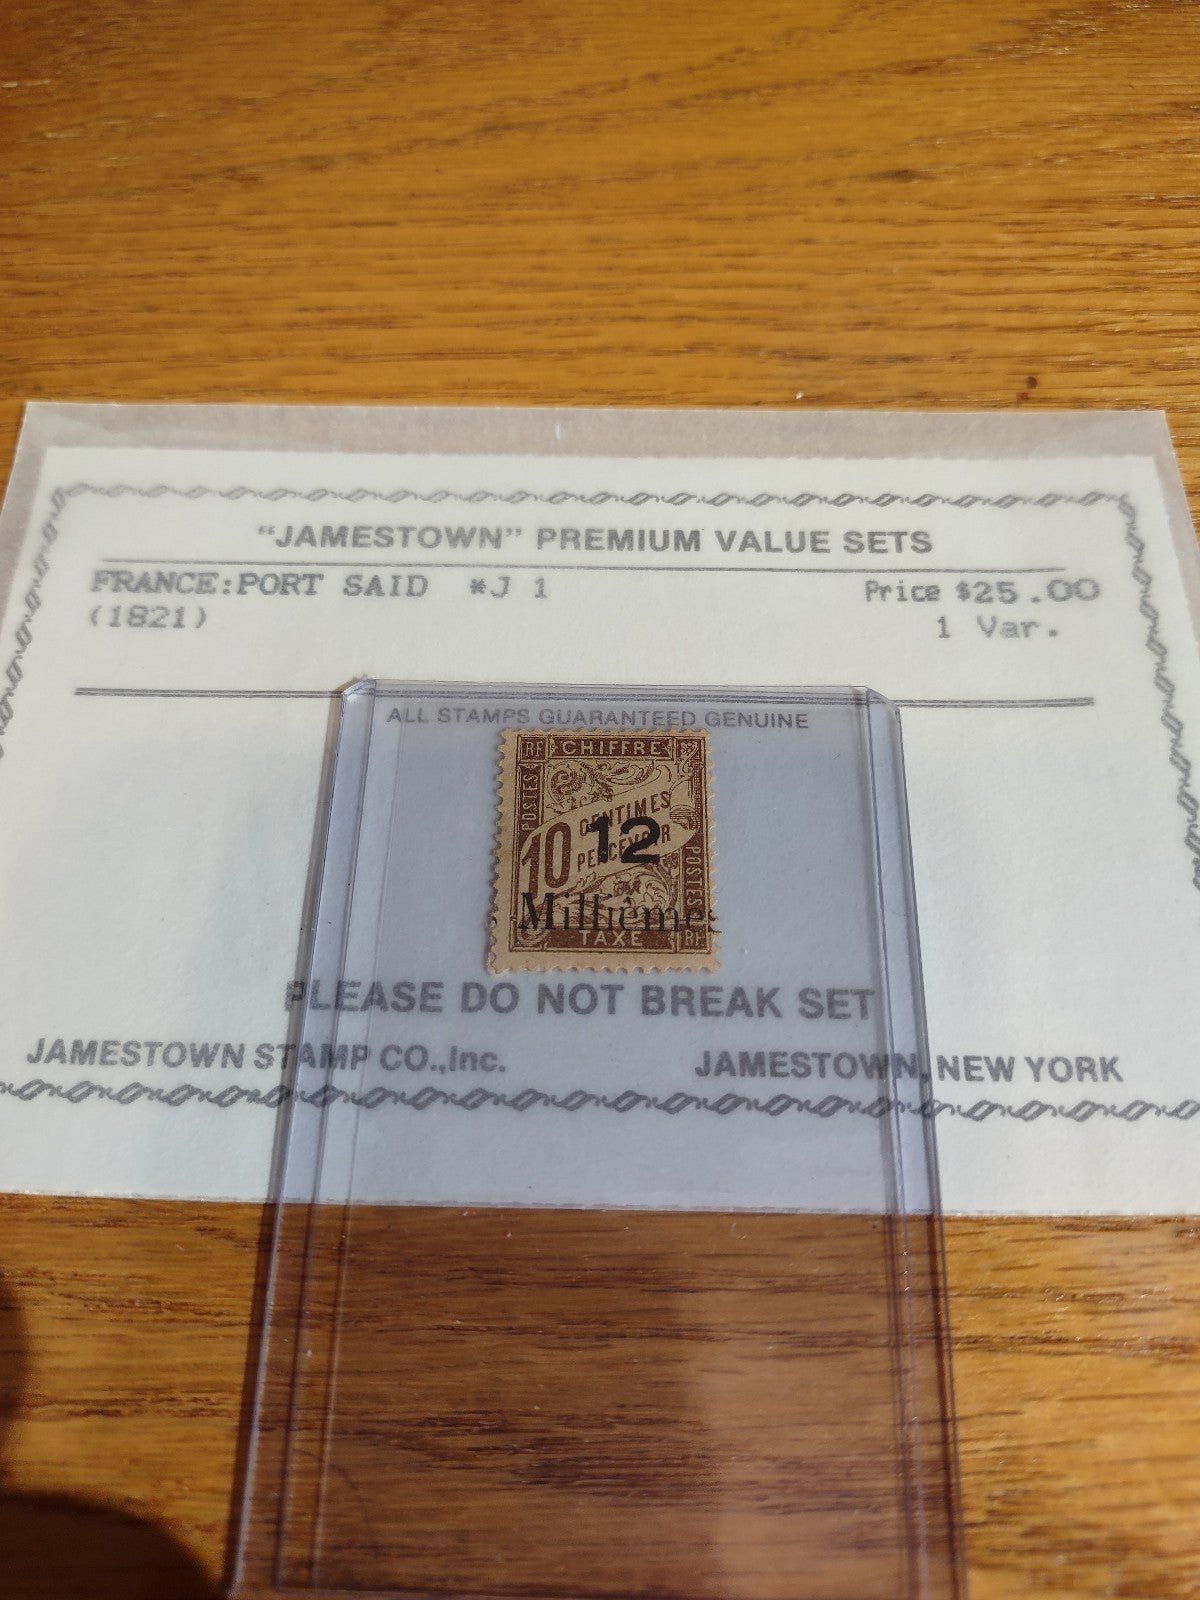 "JAMESTOWN" PREMIUM VALUE SETS
FRANCE:PORT SAID *J 1 Price $25.00
(1821) 1 Var.
ALL STAMPS GUARANTEED GENUINE
RF CHIFFRE
POSTES
10 CENTIMES
12
PERCEVOIR
POSTES
Millièmes
TAXE RF
PLEASE DO NOT BREAK SET
JAMESTOWN STAMP CO.,Inc. JAMESTOWN, NEW YORK